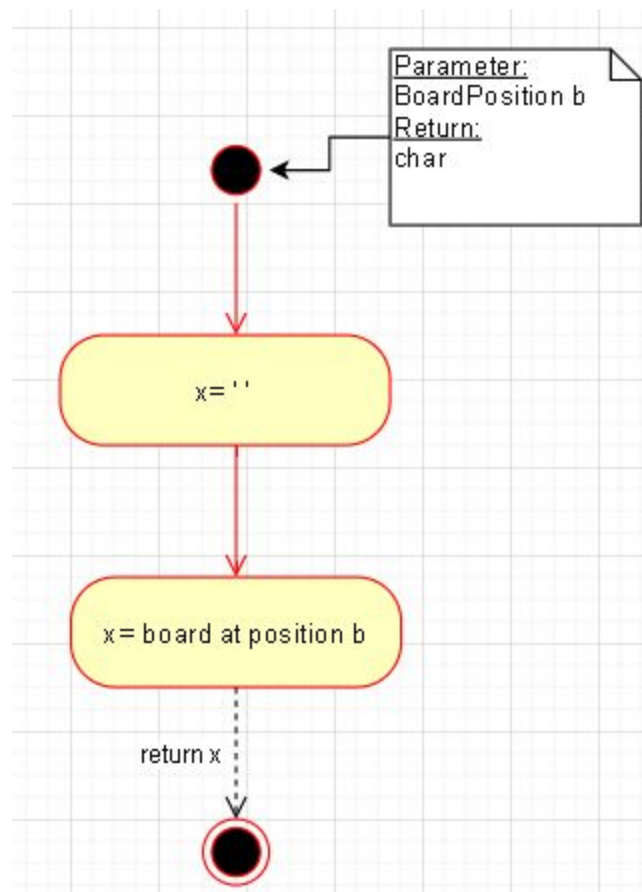 Parameter:
BoardPosition b
Return:
char
x= ' '
x= board at position b
return x